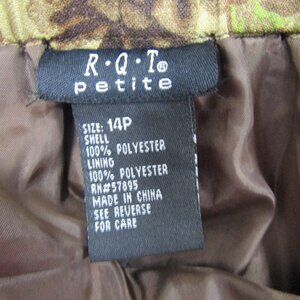 R·Q·T®
petite
SIZE: 14P
SHELL
100% POLYESTER
LINING
100% POLYESTER
RN#57895
MADE IN CHINA
SEE REVERSE
FOR CARE